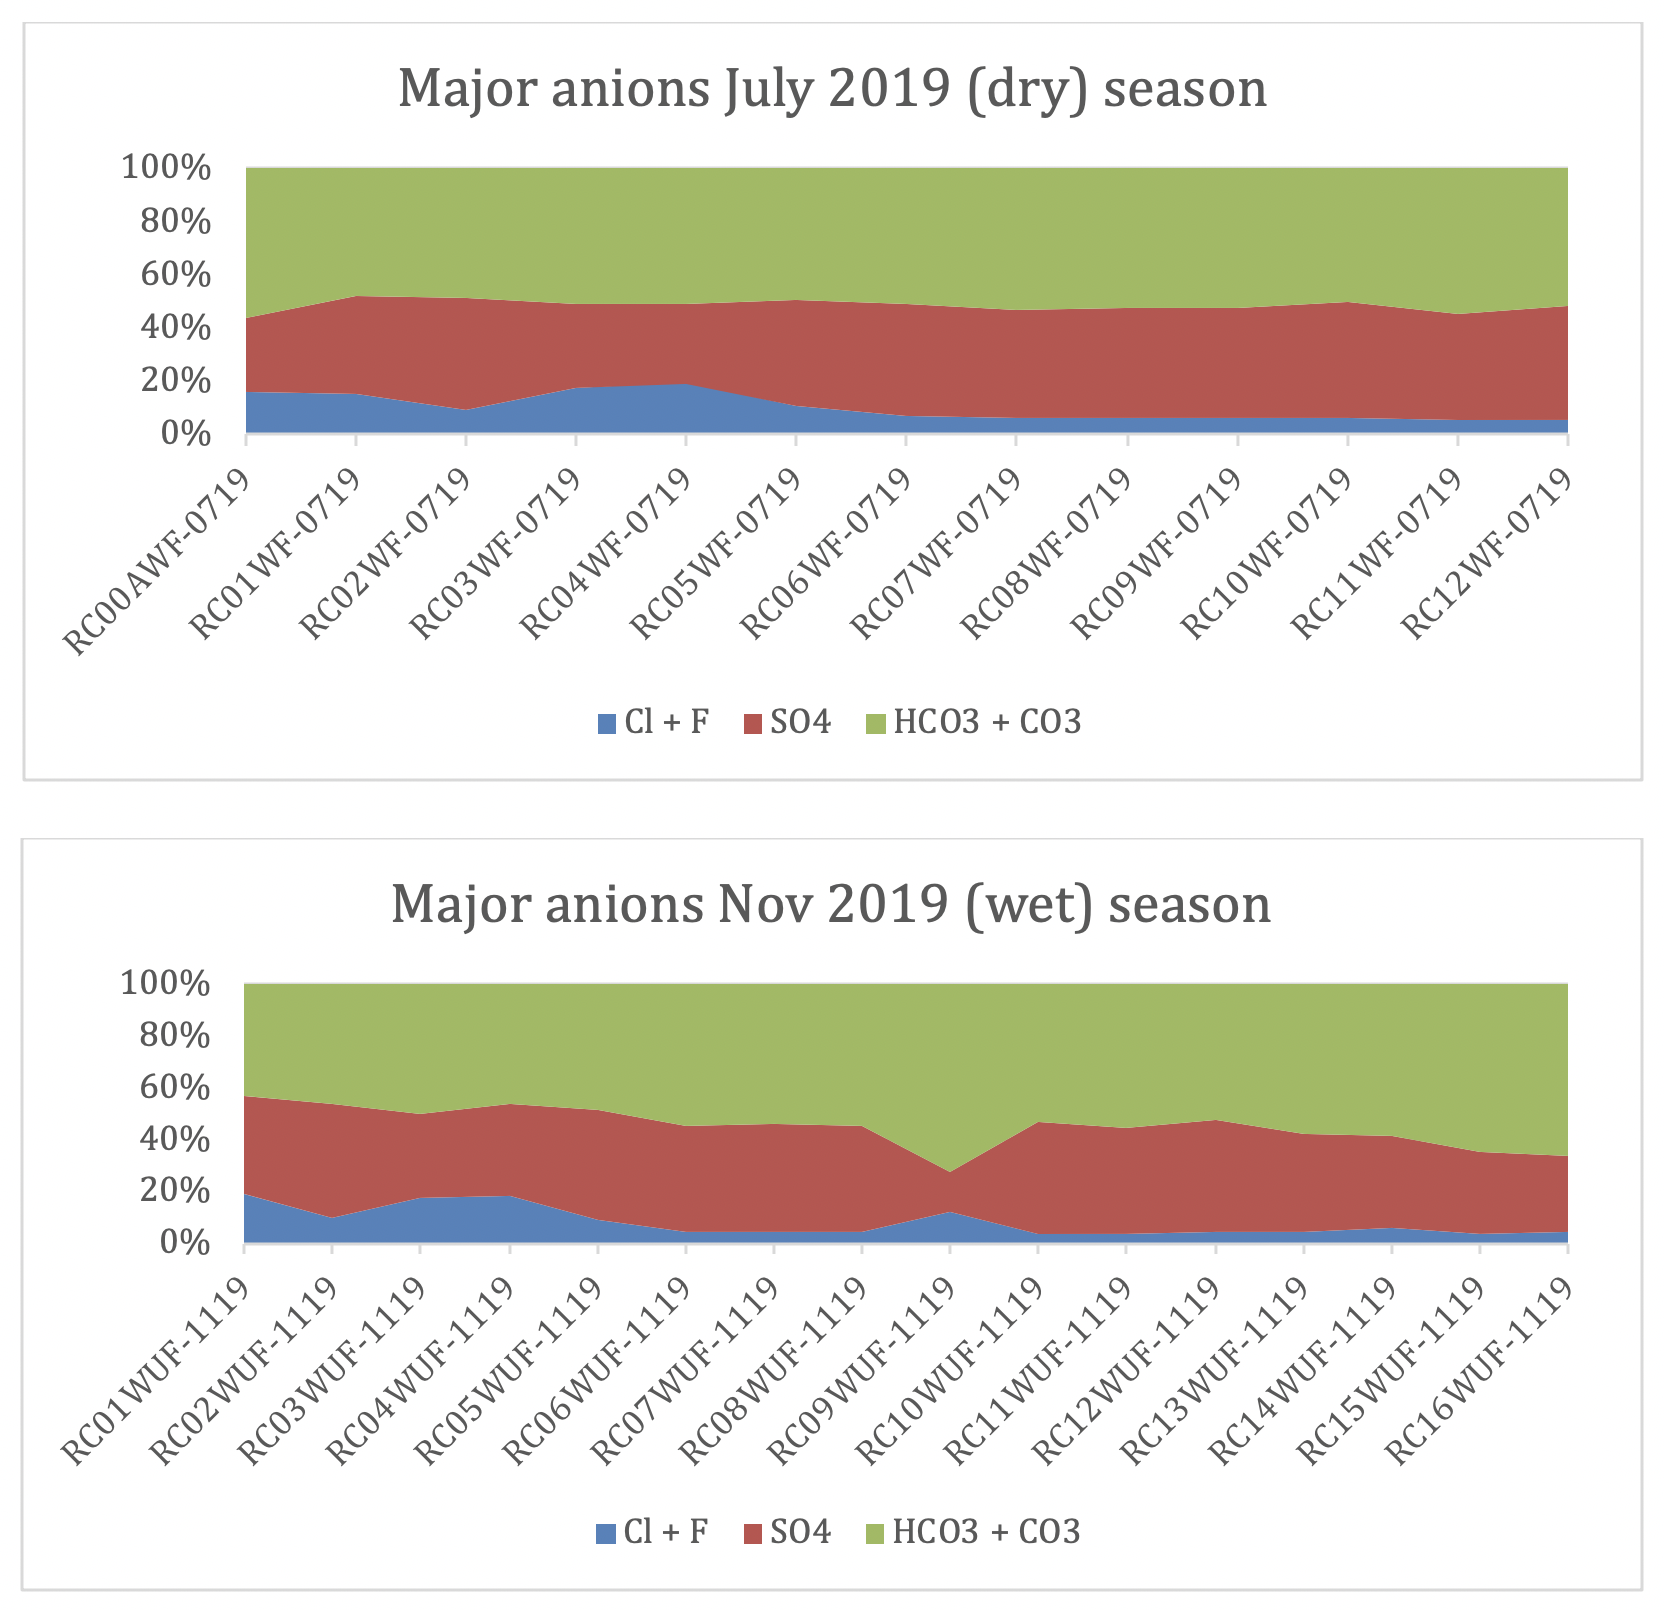 Major anions July 2019 (dry) season
100%
80%
60%
40%
20%
0%
RC00AWF-0719
RC01WF-0719
RC02WF-0719
RC03WF-0719
RC04WF-0719
RC05WF-0719
RC06WF-0719
RC07WF-0719
RC08WF-0719
RC09WF-0719
RC10WF-0719
RC11WF-0719
RC12WF-0719
Cl + F SO4 HCO3 + CO3
Major anions Nov 2019 (wet) season
100%
80%
60%
40%
20%
0%
RC01WUF-1119
RC02WUF-1119
RC03WUF-1119
RC04WUF-1119
RC05WUF-1119
RC06WUF-1119
RC07WUF-1119
RC08WUF-1119
RC09WUF-1119
RC10WUF-1119
RC11WUF-1119
RC12WUF-1119
RC13WUF-1119
RC14WUF-1119
RC15WUF-1119
RC16WUF-1119
Cl + F SO4 HCO3 + CO3